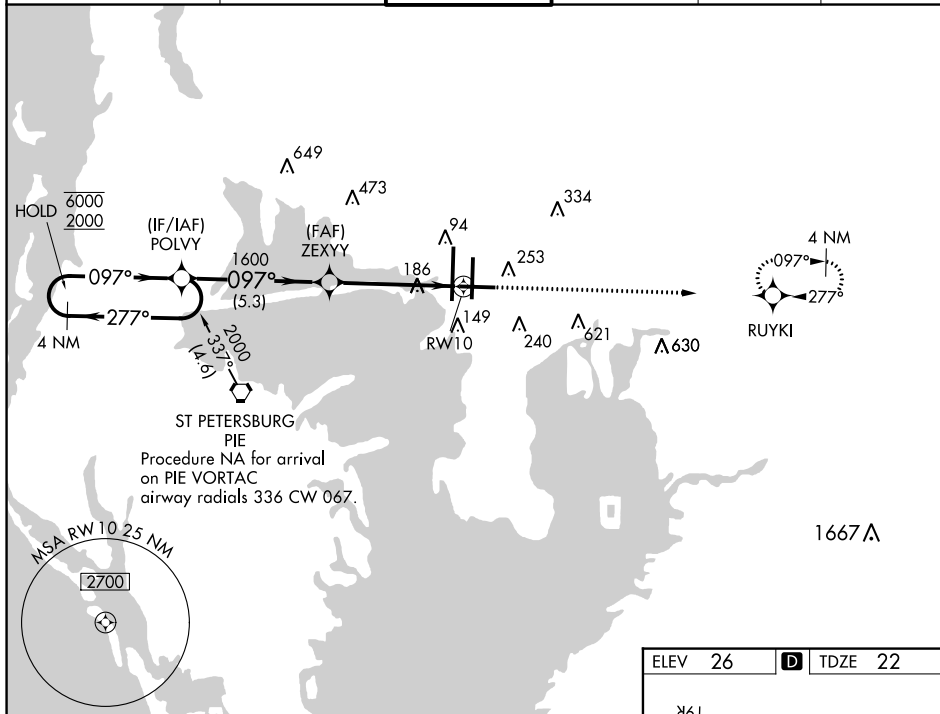 649
473
334
HOLD 6000
2000
(IF/IAF)
POLVY
(FAF)
ZEXYY
94
4 NM
097°
1600
097°
(5.3)
186
253
097°
277°
277°
4 NM
149
RW10
240
621
630
RUYKI
2000
337°
(4.6)
ST PETERSBURG
PIE
Procedure NA for arrival
on PIE VORTAC
airway radials 336 CW 067.
1667
MSA RW10 25 NM
2700
ELEV 26 D TDZE 22
19R